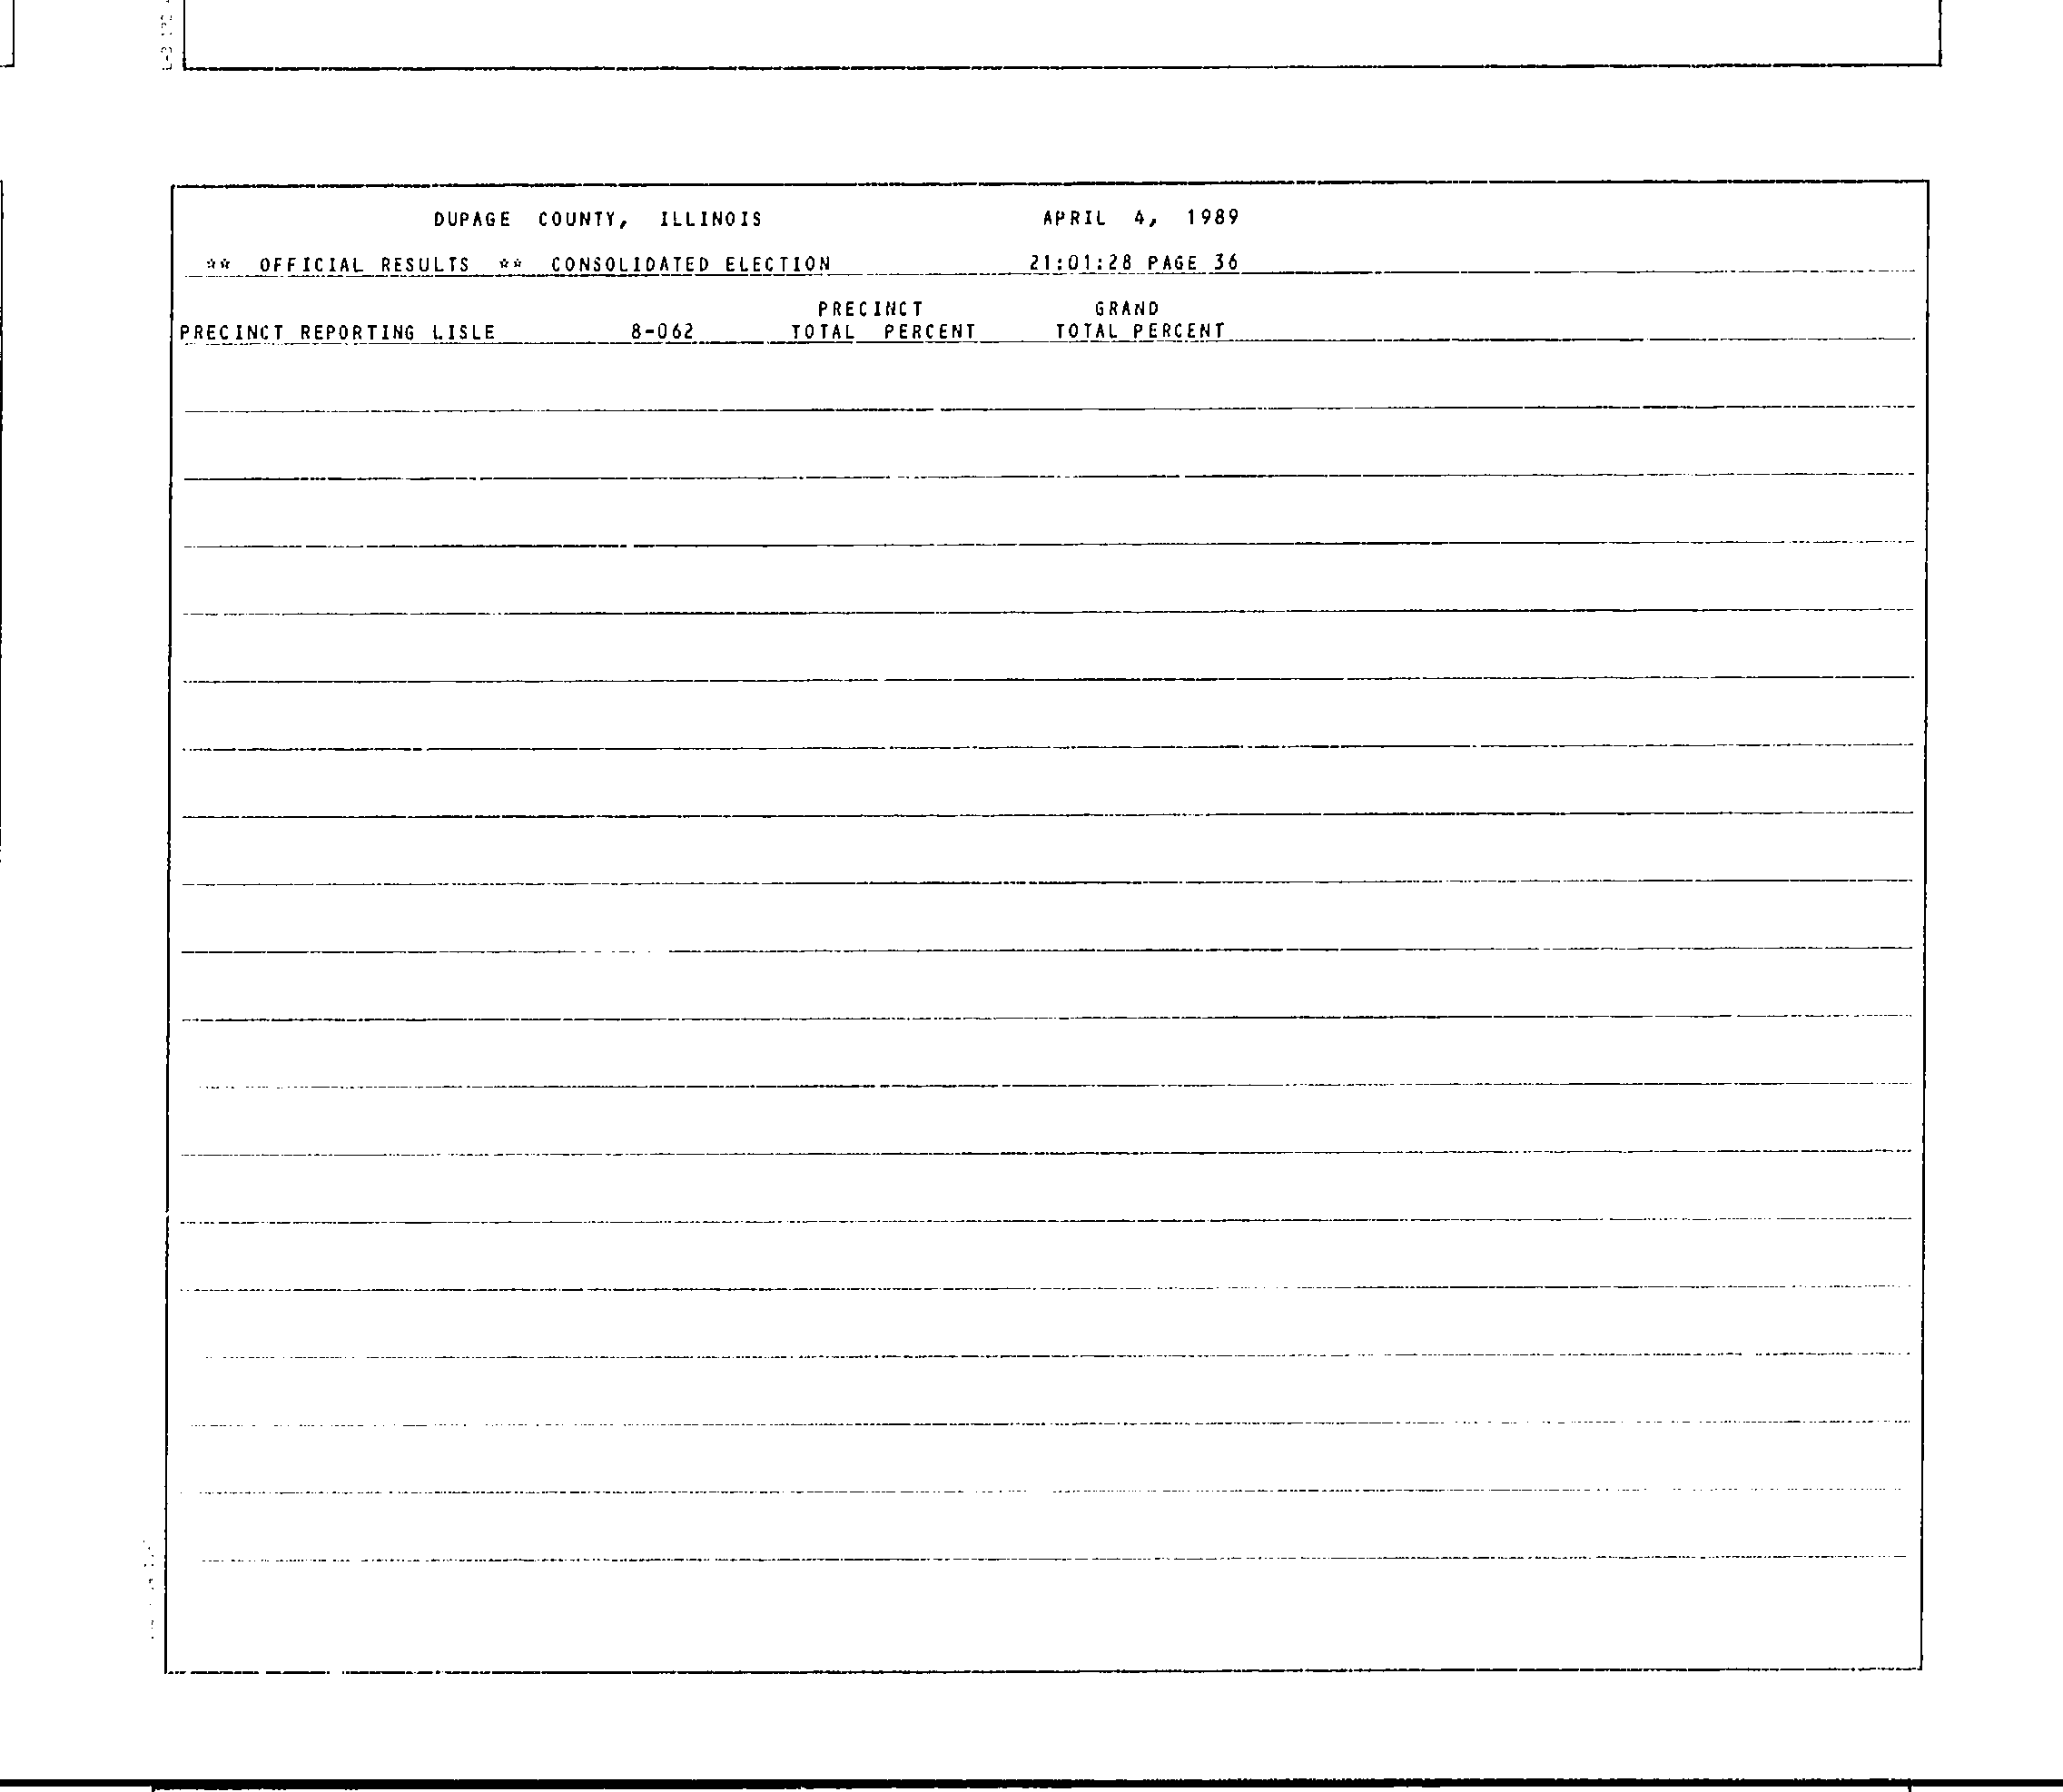 DUPAGE COUNTY, ILLINOIS APRIL 4, 1989
** OFFICIAL RESULTS ** CONSOLIDATED ELECTION 21:01:28 PAGE 36
PRECINCT GRAND
PRECINCT REPORTING LISLE 8-062 TOTAL PERCENT TOTAL PERCENT